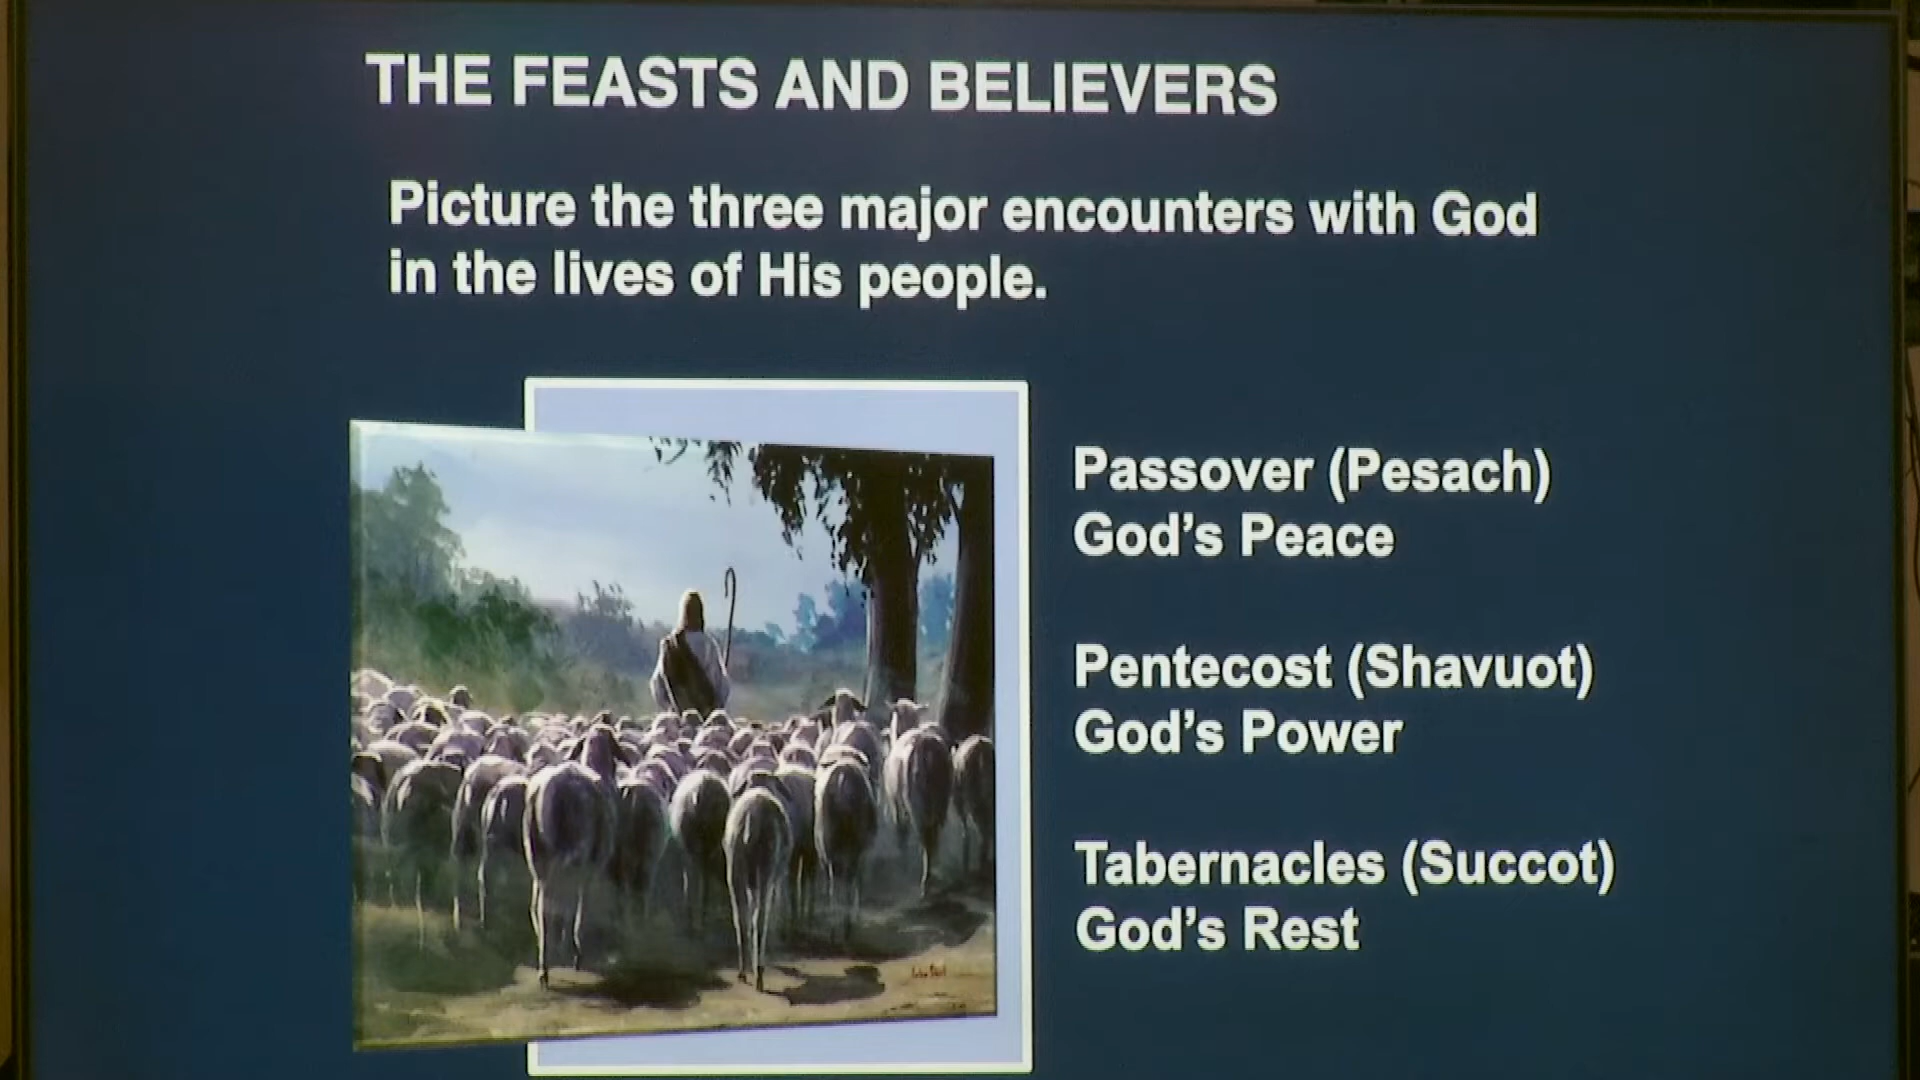 THE FEASTS AND BELIEVERS
Picture the three major encounters with God
in the lives of His people.
Passover (Pesach)
God's Peace
Pentecost (Shavuot)
God's Power
Tabernacles (Succot)
God's Rest